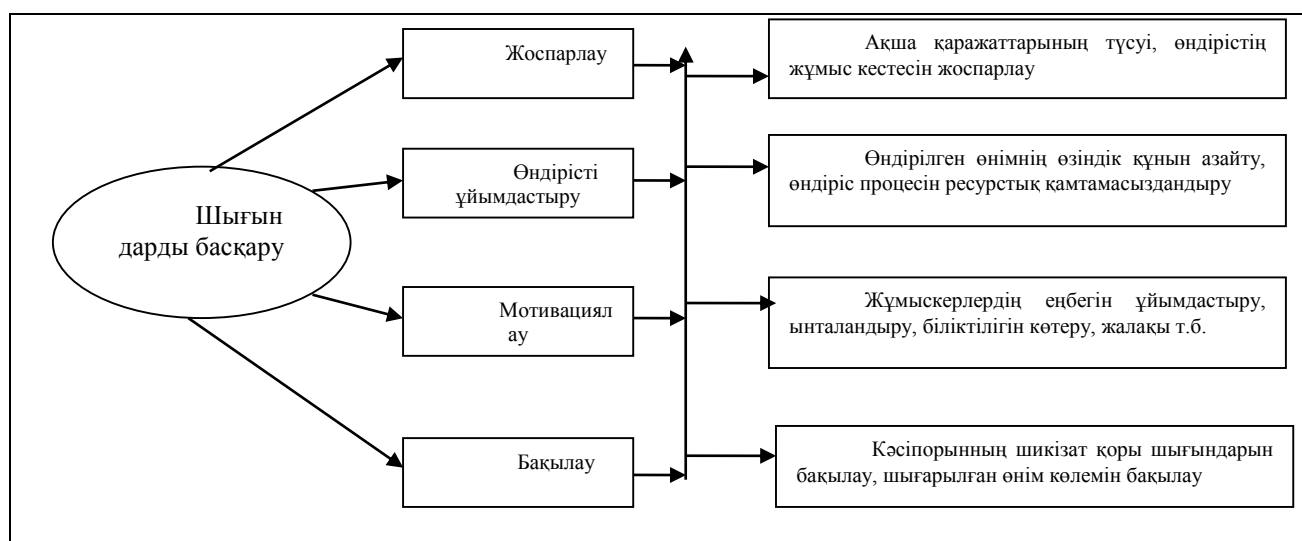 Шығын
дарды басқару
Жоспарлау
Ақша қаражаттарының түсуі, өндірістің
жұмыс кестесін жоспарлау
Өндірісті
ұйымдастыру
Өндірілген өнімнің өзіндік құнын азайту,
өндіріс процесін ресурстық қамтамасыздандыру
Мотивациял
ау
Жұмыскерлердің еңбегін ұйымдастыру,
ынталандыру, біліктілігін көтеру, жалақы т.б.
Бақылау
Кәсіпорынның шикізат қоры шығындарын
бақылау, шығарылған өнім көлемін бақылау